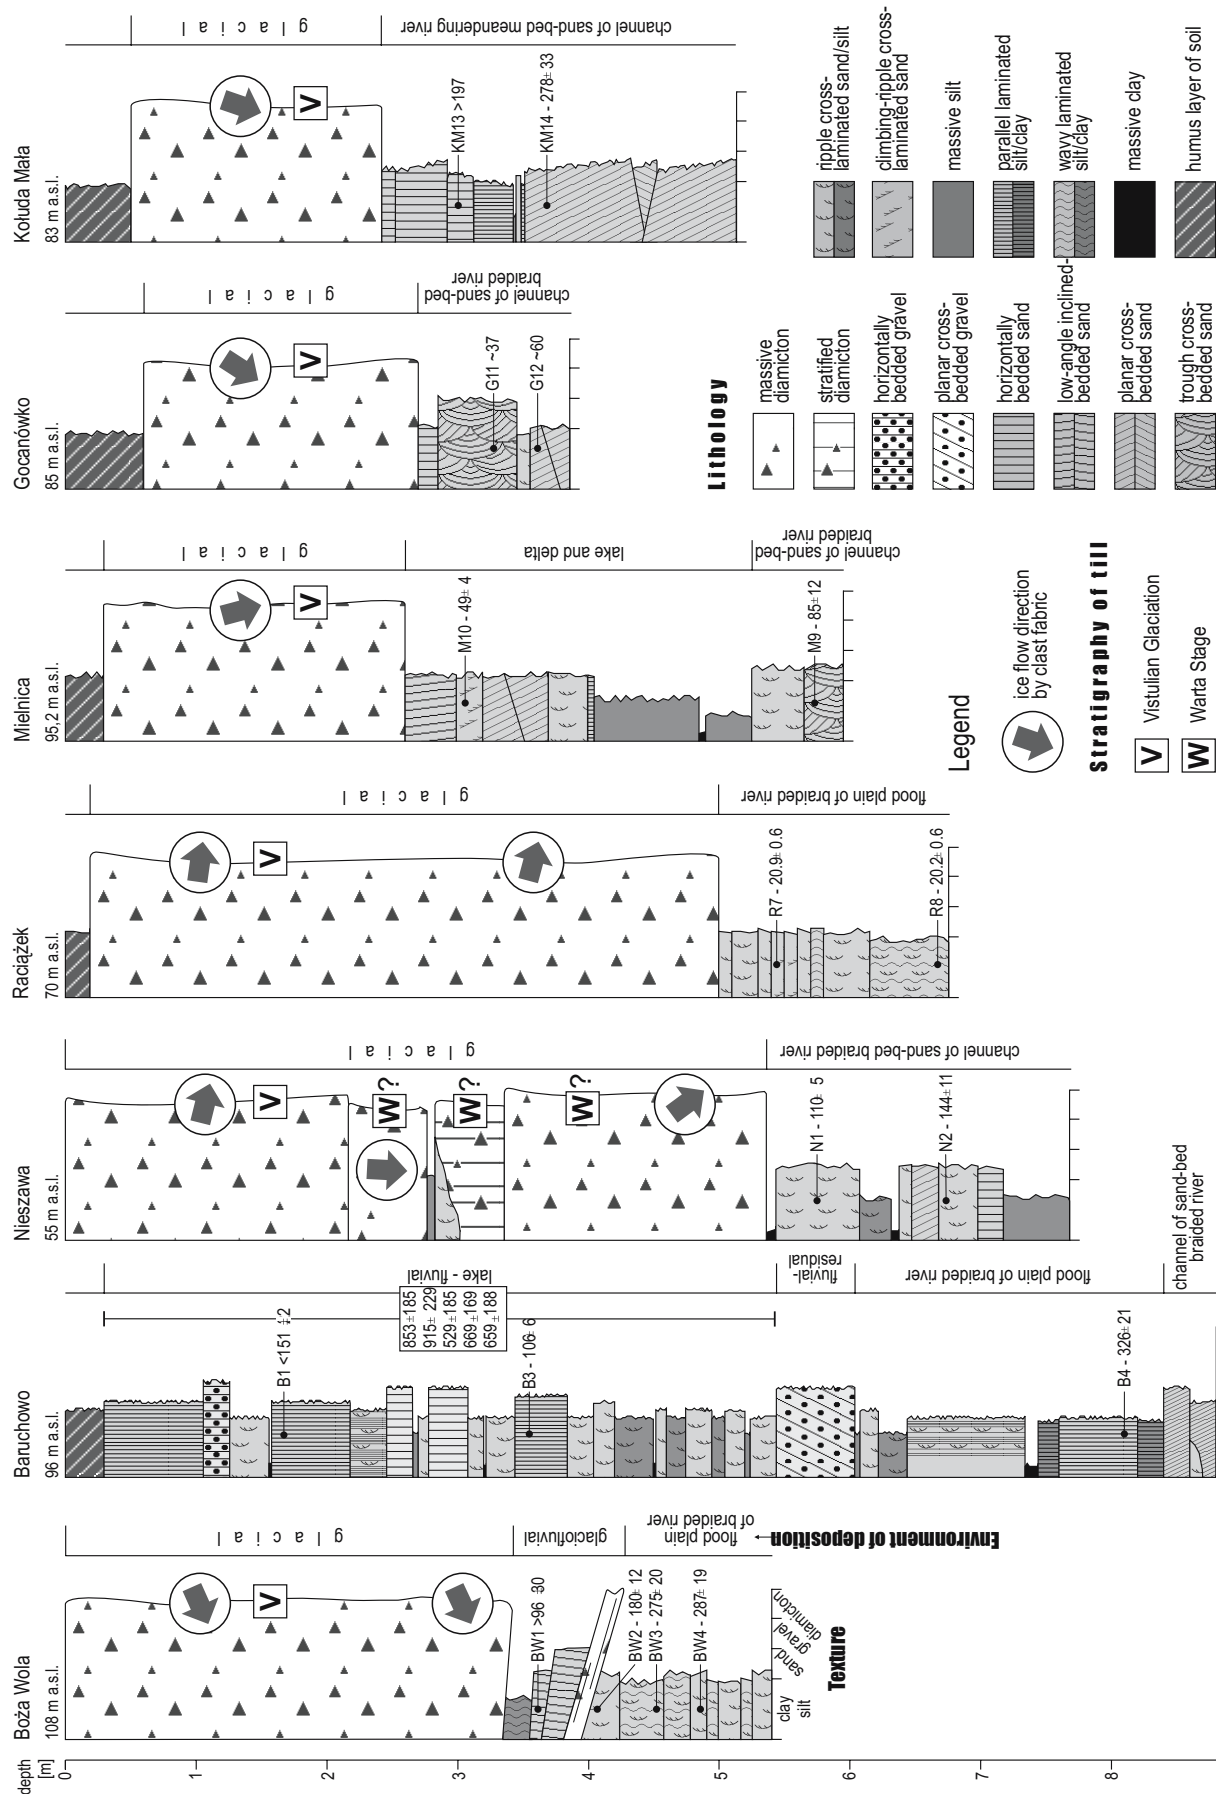 depth
[m]
0
1
2
3
4
5
6
7
8
Boża Wola
108 m a.s.l.
V
BW1 >96 ±30
BW2 - 180± 12
BW3 - 275± 20
BW4 - 287± 19
clay
silt
sand
gravel
diamicton
Texture
glacial
glaciofluvial
flood plain
of braided river
Environment of deposition
Baruchowo
96 m a.s.l.
B1 <151 ±2
853±185
915± 229
529±185
669±169
659±188
B3 - 106± 6
B4 - 326± 21
lake - fluvial
fluvial-
residual
flood plain of braided river
channel of sand-bed
braided river
Nieszawa
55 m a.s.l.
V
W?
W?
W?
N1 - 110± 5
N2 - 144±11
glacial
channel of sand-bed braided river
Raciążek
70 m a.s.l.
V
R7 - 20.9± 0.6
R8 - 20.2± 0.6
glacial
flood plain of braided river
Mielnica
95,2 m a.s.l.
V
M10 - 49± 4
M9 - 85±12
glacial
lake and delta
channel of sand-bed
braided river
Gocanówko
85 m a.s.l.
V
G11 ~37
G12 ~60
glacial
channel of sand-bed
braided river
Kołuda Mała
83 m a.s.l.
V
KM13 >197
KM14 - 278± 33
glacial
channel of sand-bed meandering river
Legend
ice flow direction
by clast fabric
Stratigraphy of till
V
Vistulian Glaciation
W
Warta Stage
Lithology
massive
diamicton
stratified
diamicton
horizontally
bedded gravel
planar cross-
bedded gravel
horizontally
bedded sand
low-angle inclined-
bedded sand
planar cross-
bedded sand
trough cross-
bedded sand
ripple cross-
laminated sand/silt
climbing-ripple cross-
laminated sand
massive silt
parallel laminated
silt/clay
wavy laminated
silt/clay
massive clay
humus layer of soil